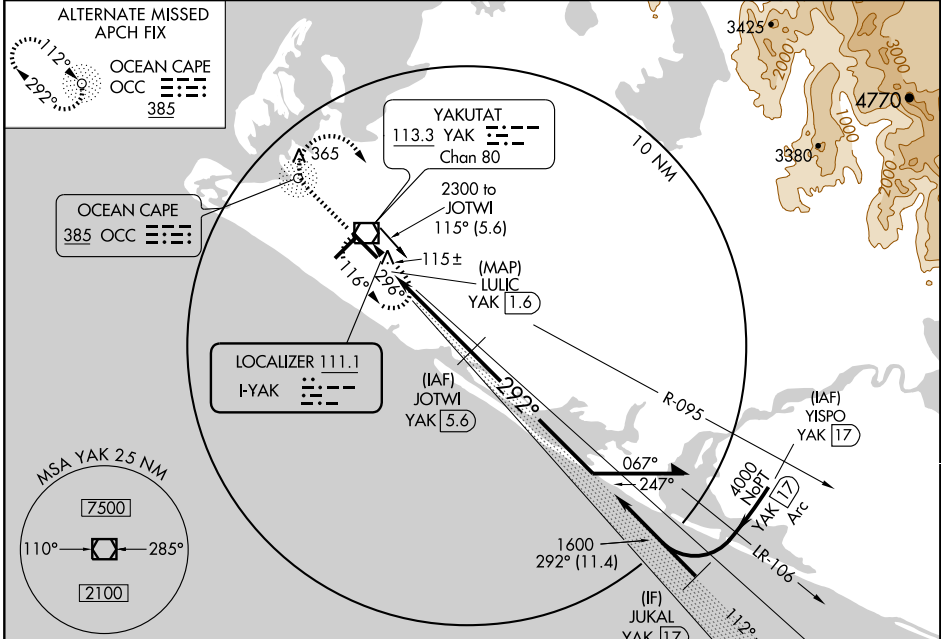 ALTERNATE MISSED
APCH FIX
112°
292°
OCEAN CAPE
OCC
385
3425
2000
3000
4770
1000
3380
2000
YAKUTAT
113.3 YAK
Chan 80
10 NM
365
OCEAN CAPE
385 OCC
2300 to
JOTWI
115° (5.6)
115±
(MAP)
LULIC
YAK 1.6
116°
296°
LOCALIZER 111.1
I-YAK
(IAF)
JOTWI
YAK 5.6
292°
R-095
(IAF)
YISPO
YAK 17
067°
247°
4000
NoPT
YAK 17
Arc
LR-106
1600
292° (11.4)
(IF)
JUKAL
YAK 17
112°
MSA YAK 25 NM
7500
110°
285°
2100